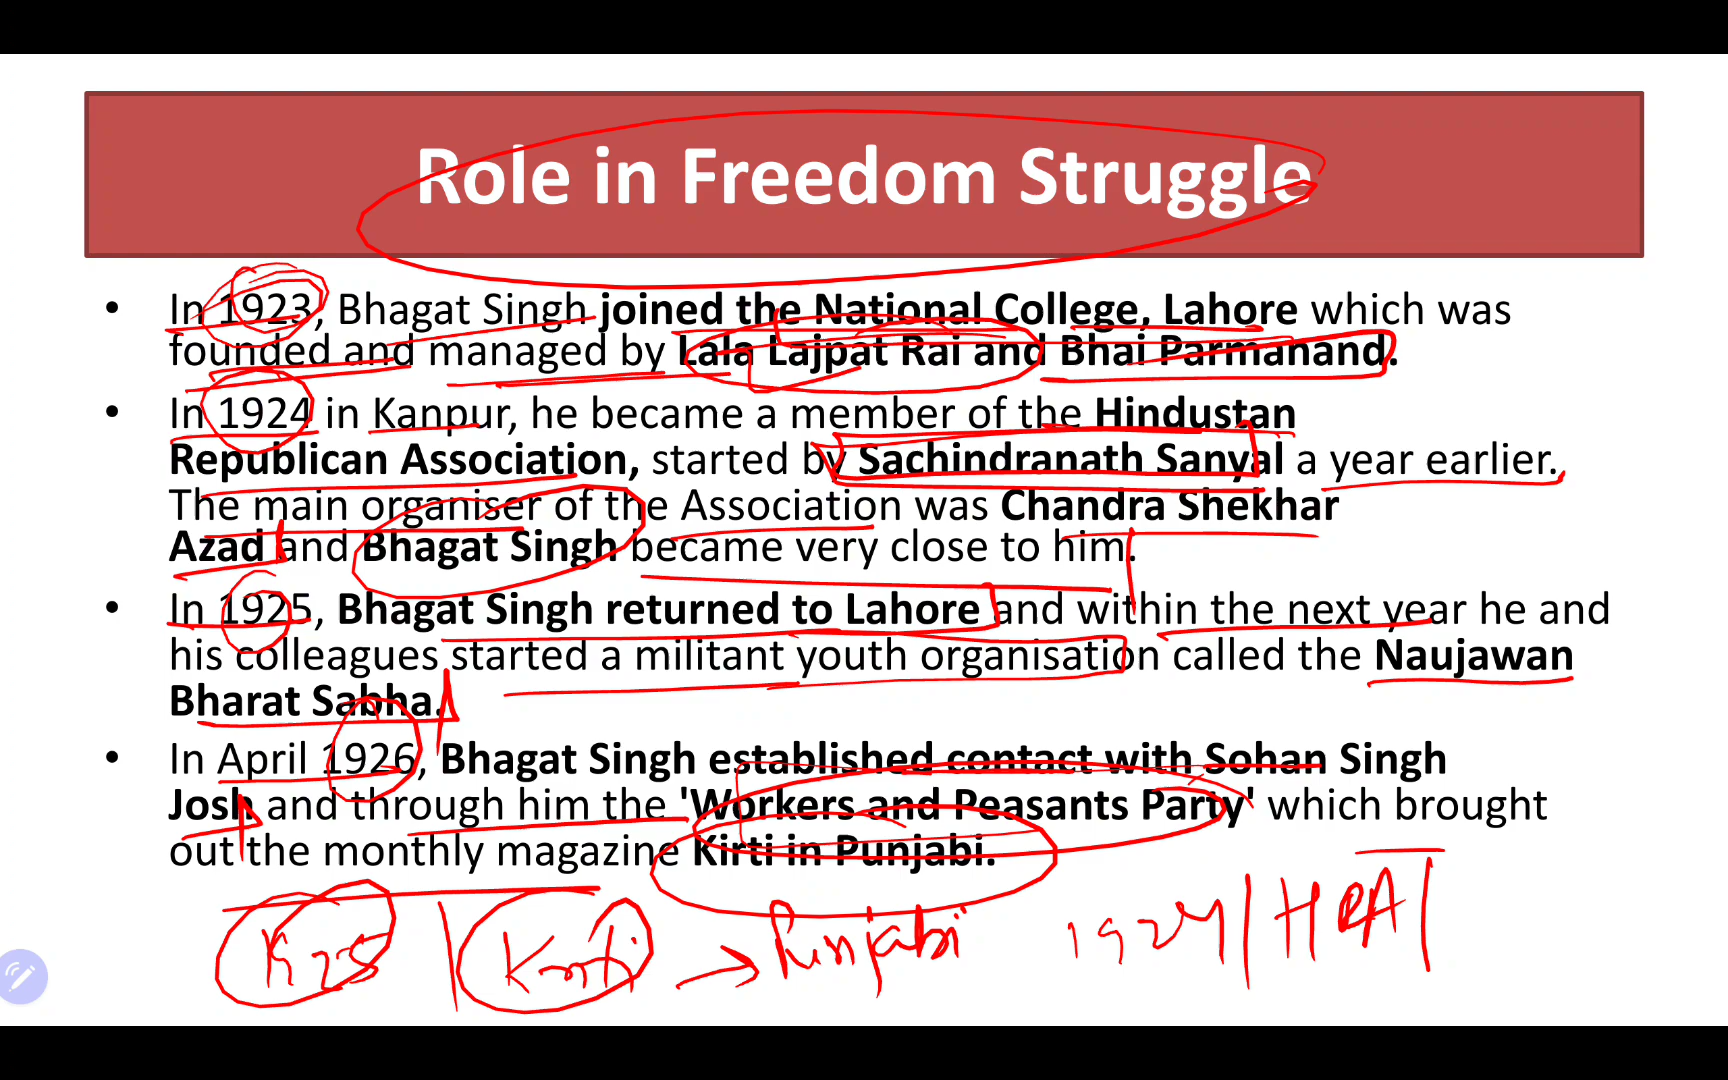 Role in Freedom Struggle
• In 1923, Bhagat Singh joined the National College, Lahore which was
founded and managed by Lala Lajpat Rai and Bhai Parmanand.
• In 1924 in Kanpur, he became a member of the Hindustan
Republican Association, started by Sachindranath Sanyal a year earlier.
The main organiser of the Association was Chandra Shekhar
Azad and Bhagat Singh became very close to him.
• In 1925, Bhagat Singh returned to Lahore and within the next year he and
his colleagues started a militant youth organisation called the Naujawan
Bharat Sabha.
• In April 1926, Bhagat Singh established contact with Sohan Singh
Josh and through him the 'Workers and Peasants Party' which brought
out the monthly magazine Kirti in Punjabi.
1925 | Kirti → Punjabi 1924 | HRA |